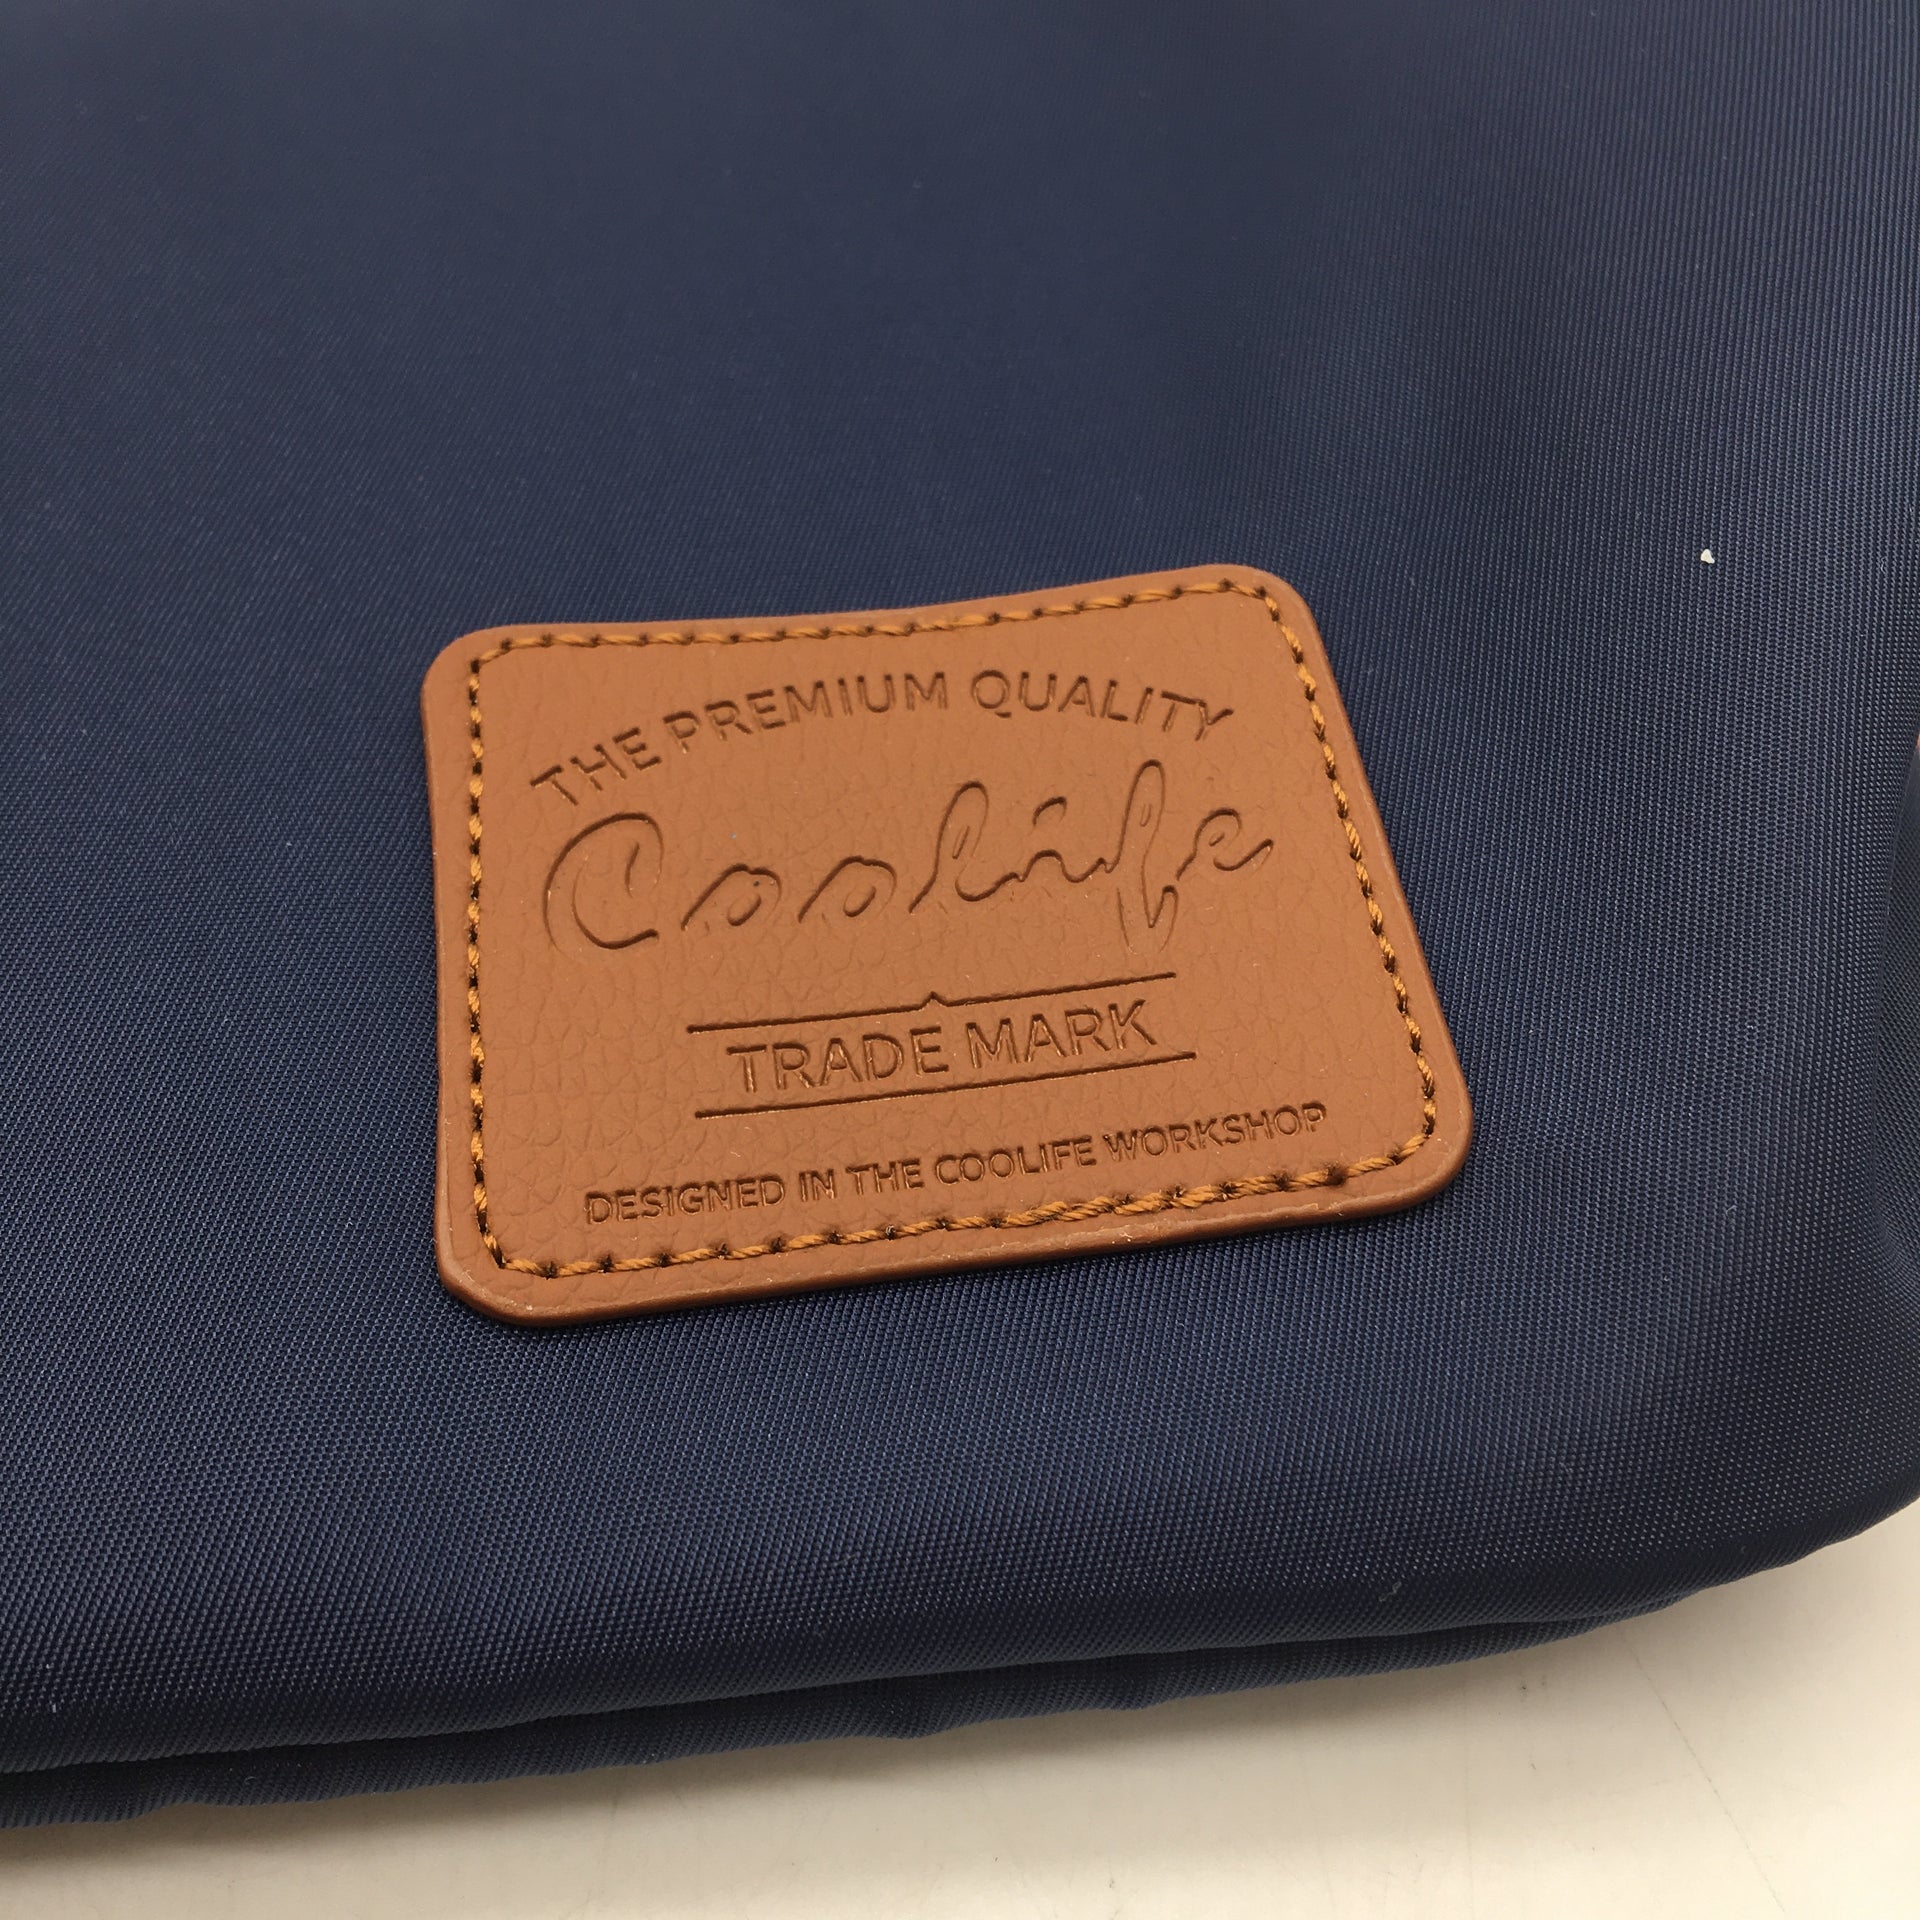 THE PREMIUM QUALITY
Coolife
TRADE MARK
DESIGNED IN THE COOLIFE WORKSHOP